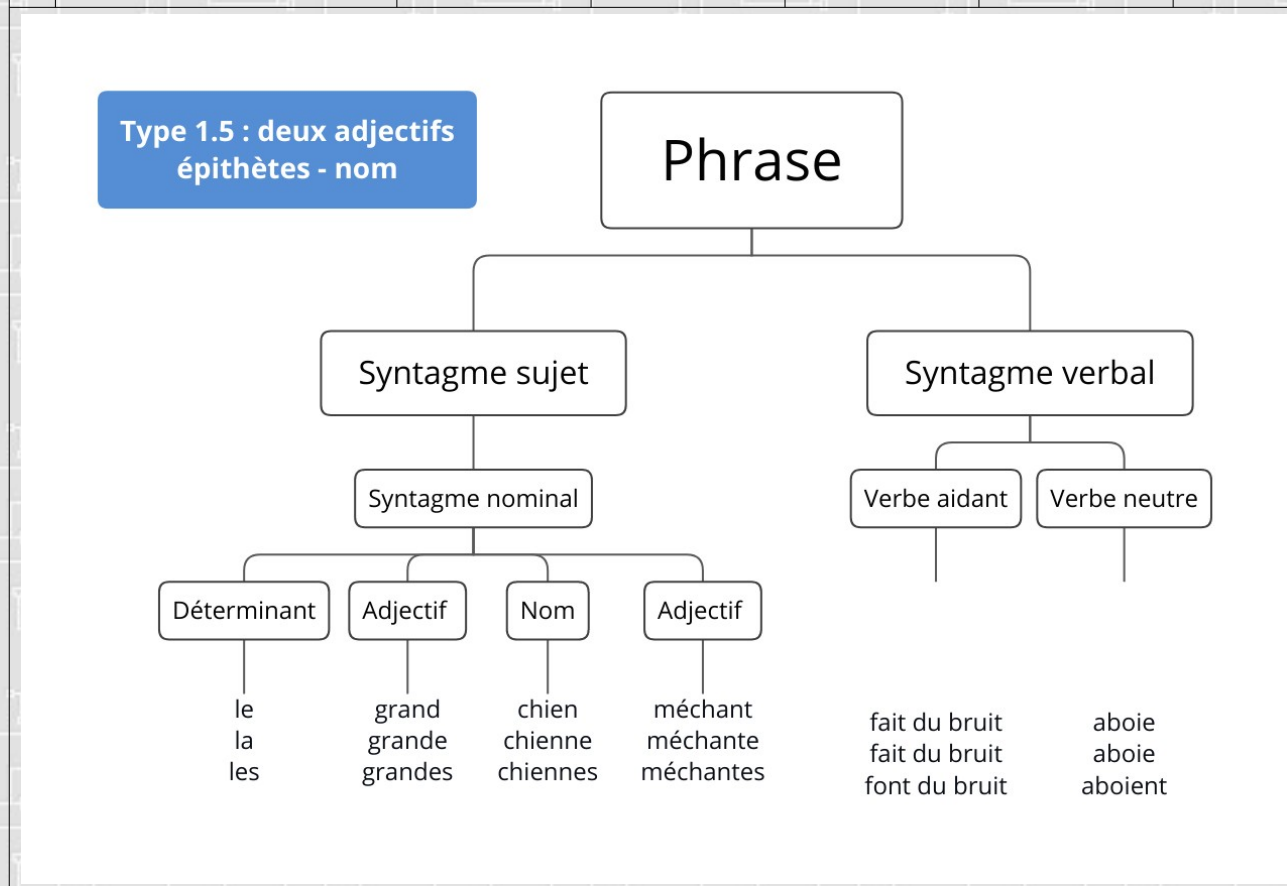 Type 1.5 : deux adjectifs
épithètes - nom
Phrase
Syntagme sujet
Syntagme verbal
Syntagme nominal
Verbe aidant
Verbe neutre
Déterminant
Adjectif
Nom
Adjectif
le
la
les
grand
grande
grandes
chien
chienne
chiennes
méchant
méchante
méchantes
fait du bruit
fait du bruit
font du bruit
aboie
aboie
aboient